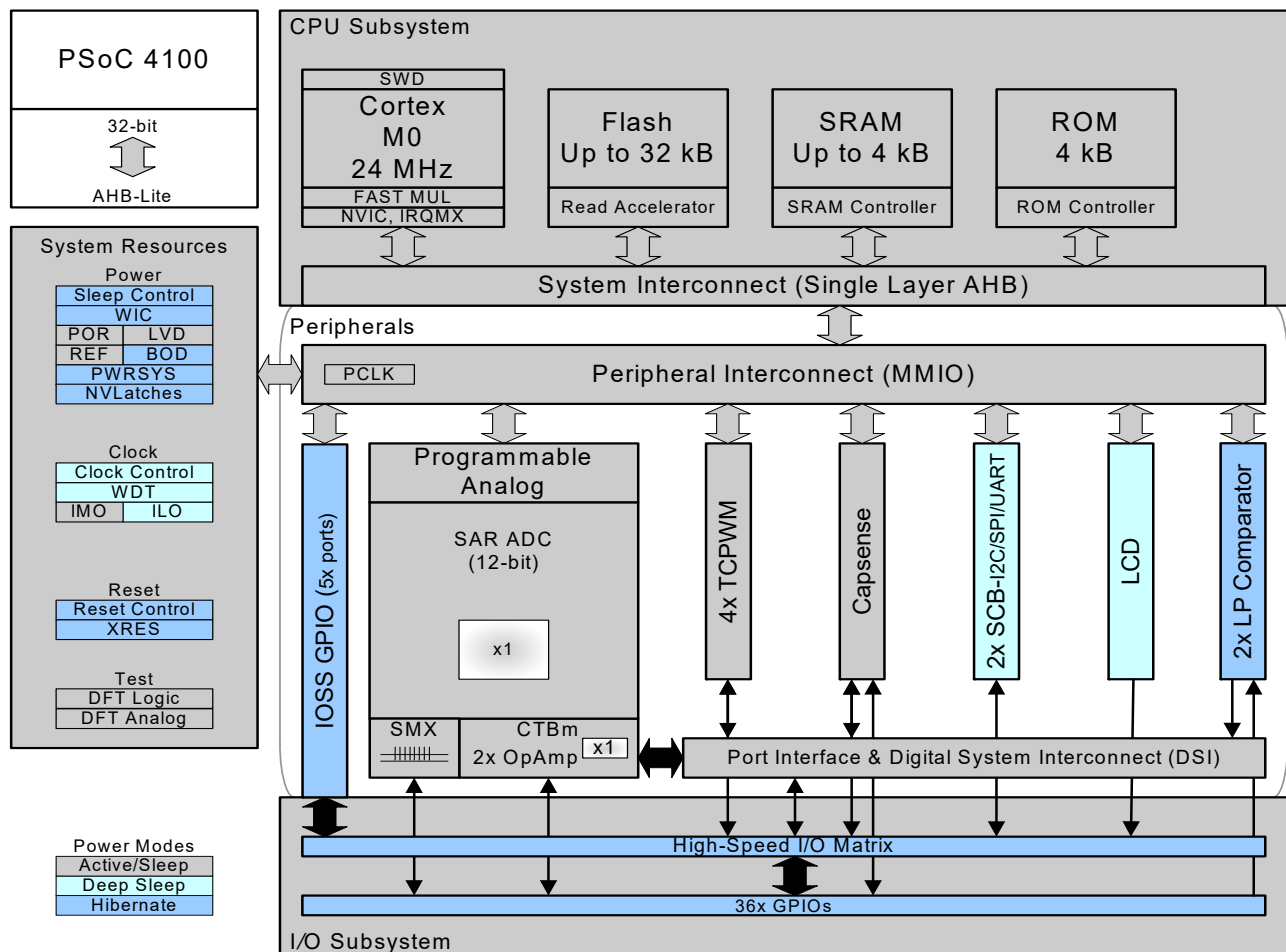 PSoC 4100
32-bit
AHB-Lite
CPU Subsystem
SWD
Cortex
M0
24 MHz
FAST MUL
NVIC, IRQMX
Flash
Up to 32 kB
Read Accelerator
SRAM
Up to 4 kB
SRAM Controller
ROM
4 kB
ROM Controller
System Interconnect (Single Layer AHB)
System Resources
Power
Sleep Control
WIC
POR LVD
REF BOD
PWRSYS
NVLatches
Clock
Clock Control
WDT
IMO ILO
Reset
Reset Control
XRES
Test
DFT Logic
DFT Analog
Peripherals
PCLK
Peripheral Interconnect (MMIO)
IOSS GPIO (5x ports)
Programmable
Analog
SAR ADC
(12-bit)
x1
SMX
CTBm
2x OpAmp
x1
4x TCPWM
Capsense
2x SCB-I2C/SPI/UART
LCD
2x LP Comparator
Port Interface & Digital System Interconnect (DSI)
High-Speed I/O Matrix
36x GPIOs
I/O Subsystem
Power Modes
Active/Sleep
Deep Sleep
Hibernate